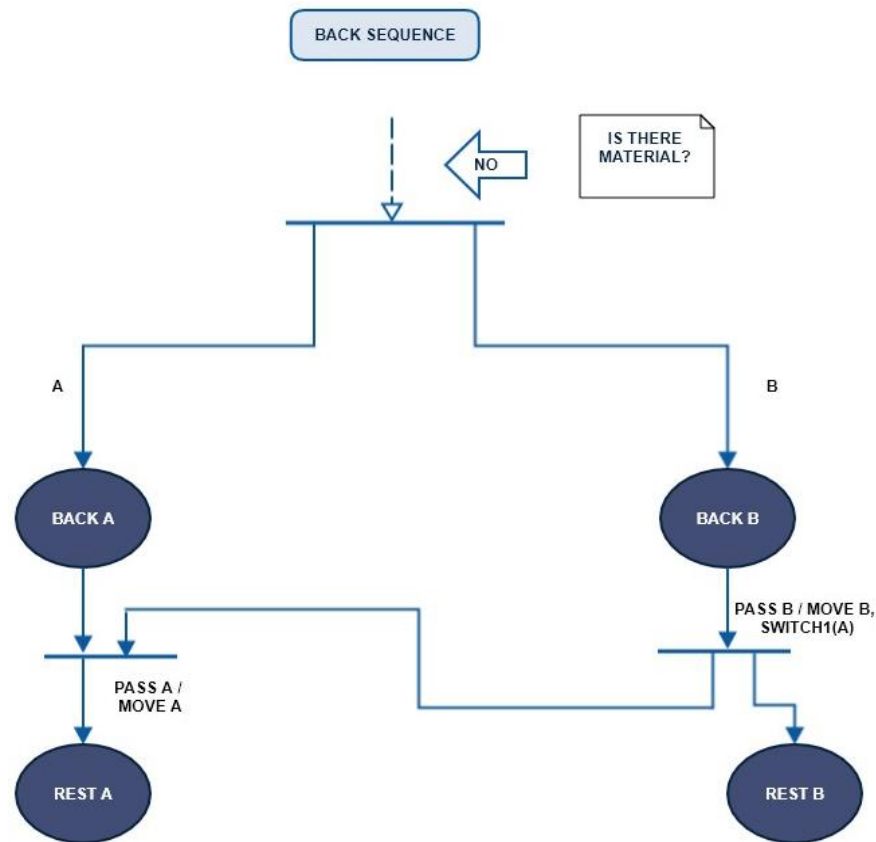 BACK SEQUENCE
IS THERE
MATERIAL?
NO
A
B
BACK A
BACK B
PASS B / MOVE B,
SWITCH1(A)
PASS A /
MOVE A
REST A
REST B